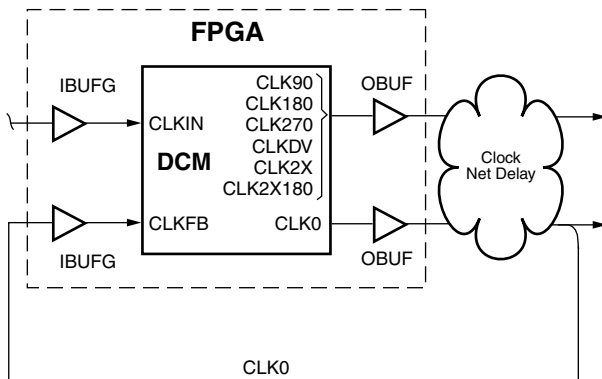 FPGA
IBUFG
CLKIN
DCM
CLK90
CLK180
CLK270
CLKDV
CLK2X
CLK2X180
OBUF
Clock
Net Delay
CLKFB
CLK0
IBUFG
OBUF
CLK0